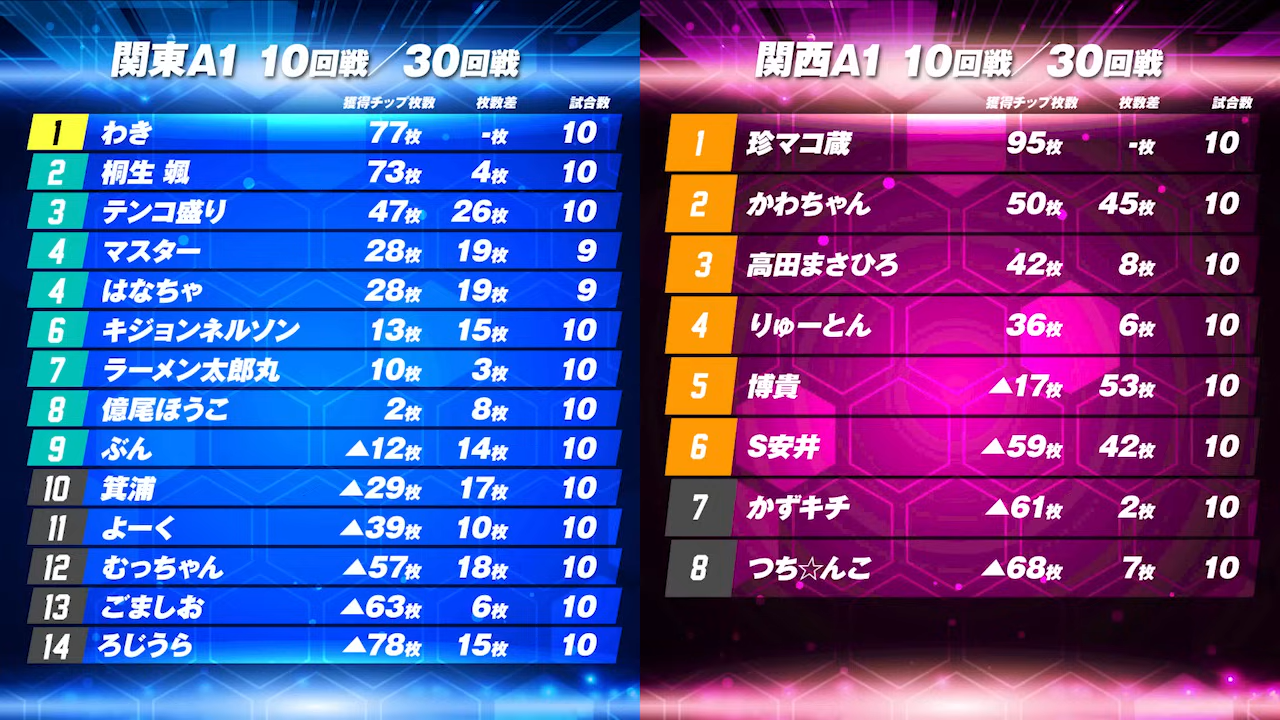 関東A1 10回戦/30回戦
獲得チップ枚数 枚数差 試合数
1 わき 77枚 -枚 10
2 桐生 颯 73枚 4枚 10
3 テンコ盛り 47枚 26枚 10
4 マスター 28枚 19枚 9
4 はなちゃ 28枚 19枚 9
6 キジョンネルソン 13枚 15枚 10
7 ラーメン太郎丸 10枚 3枚 10
8 億尾ほうこ 2枚 8枚 10
9 ぶん ▲12枚 14枚 10
10 箕浦 ▲29枚 17枚 10
11 よーく ▲39枚 10枚 10
12 むっちゃん ▲57枚 18枚 10
13 ごましお ▲63枚 6枚 10
14 ろじうら ▲78枚 15枚 10
関西A1 10回戦/30回戦
獲得チップ枚数 枚数差 試合数
1 珍マコ蔵 95枚 -枚 10
2 かわちゃん 50枚 45枚 10
3 高田まさひろ 42枚 8枚 10
4 りゅーとん 36枚 6枚 10
5 博貴 ▲17枚 53枚 10
6 S安井 ▲59枚 42枚 10
7 かずキチ ▲61枚 2枚 10
8 つち☆んこ ▲68枚 7枚 10